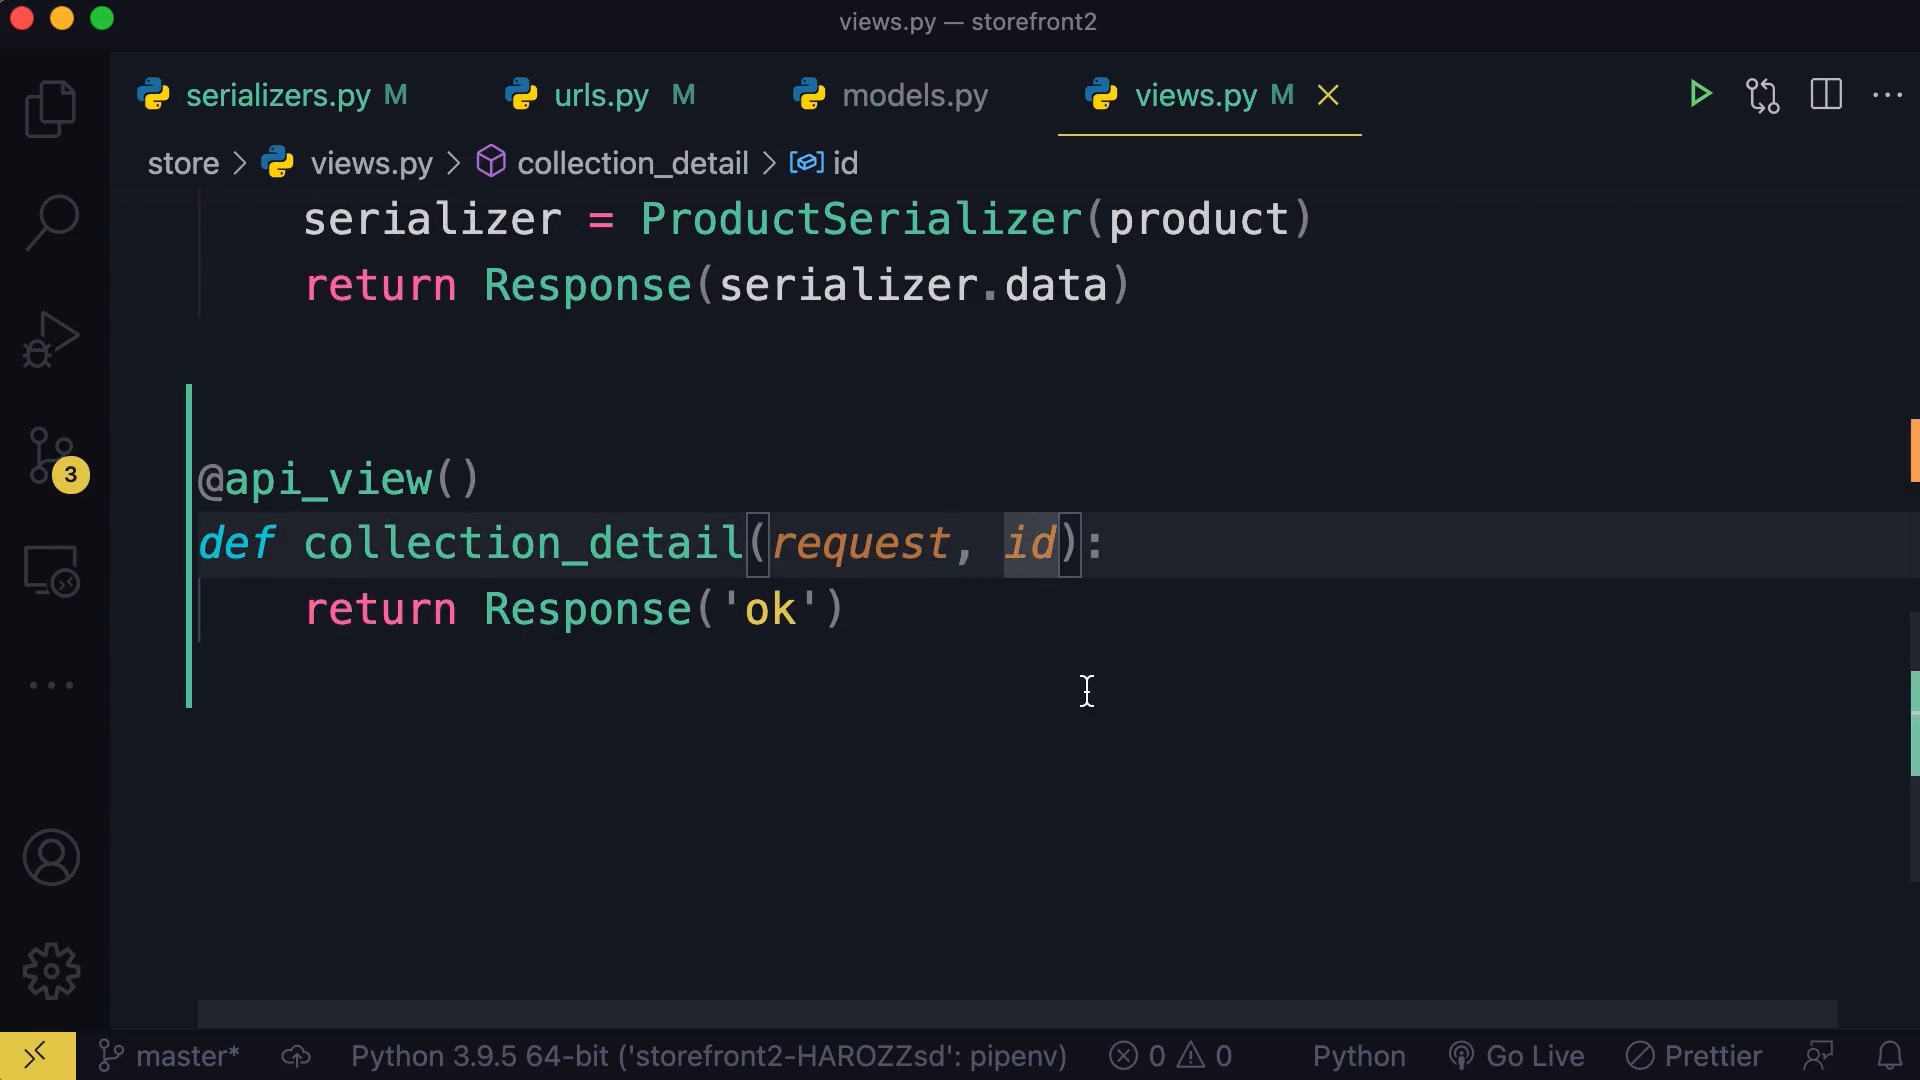 views.py — storefront2
serializers.py M urls.py M models.py views.py M
store > views.py > collection_detail > id
serializer = ProductSerializer(product)
return Response(serializer.data)
@api_view()
def collection_detail(request, id):
return Response('ok')
3
master* Python 3.9.5 64-bit ('storefront2-HAROZZsd': pipenv) 0 0 Python Go Live Prettier